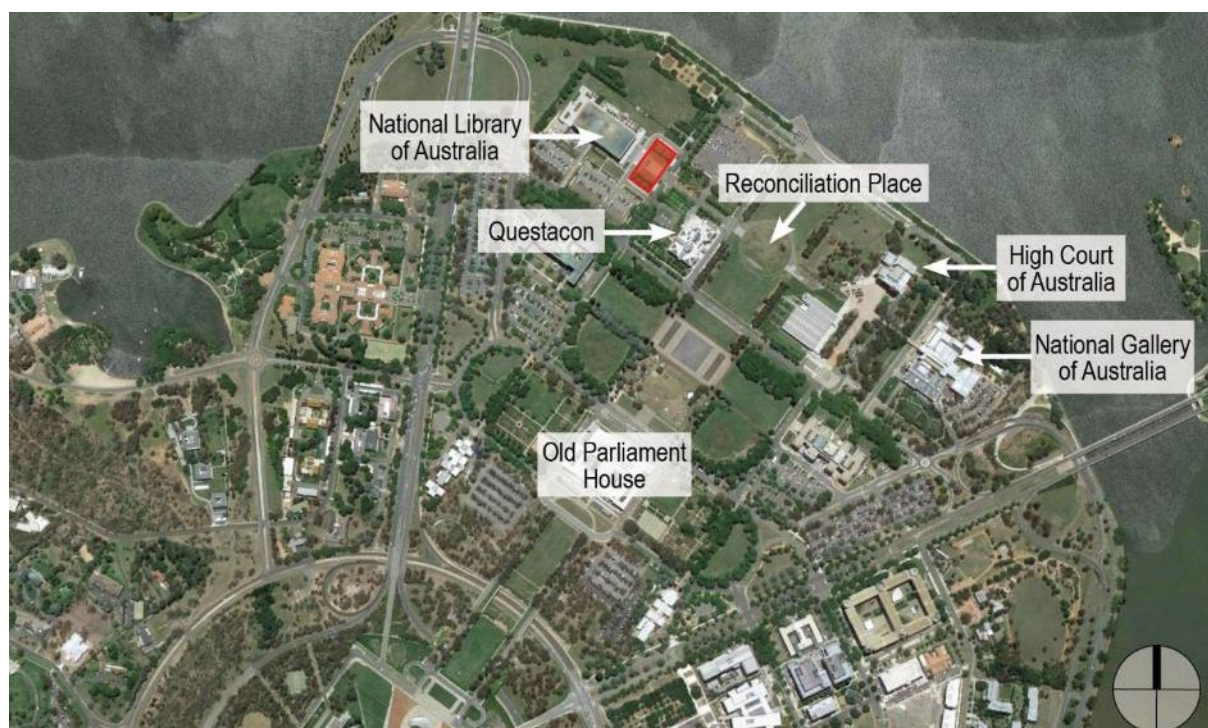 National Library
of Australia
Reconciliation Place
Questacon
High Court
of Australia
National Gallery
of Australia
Old Parliament
House